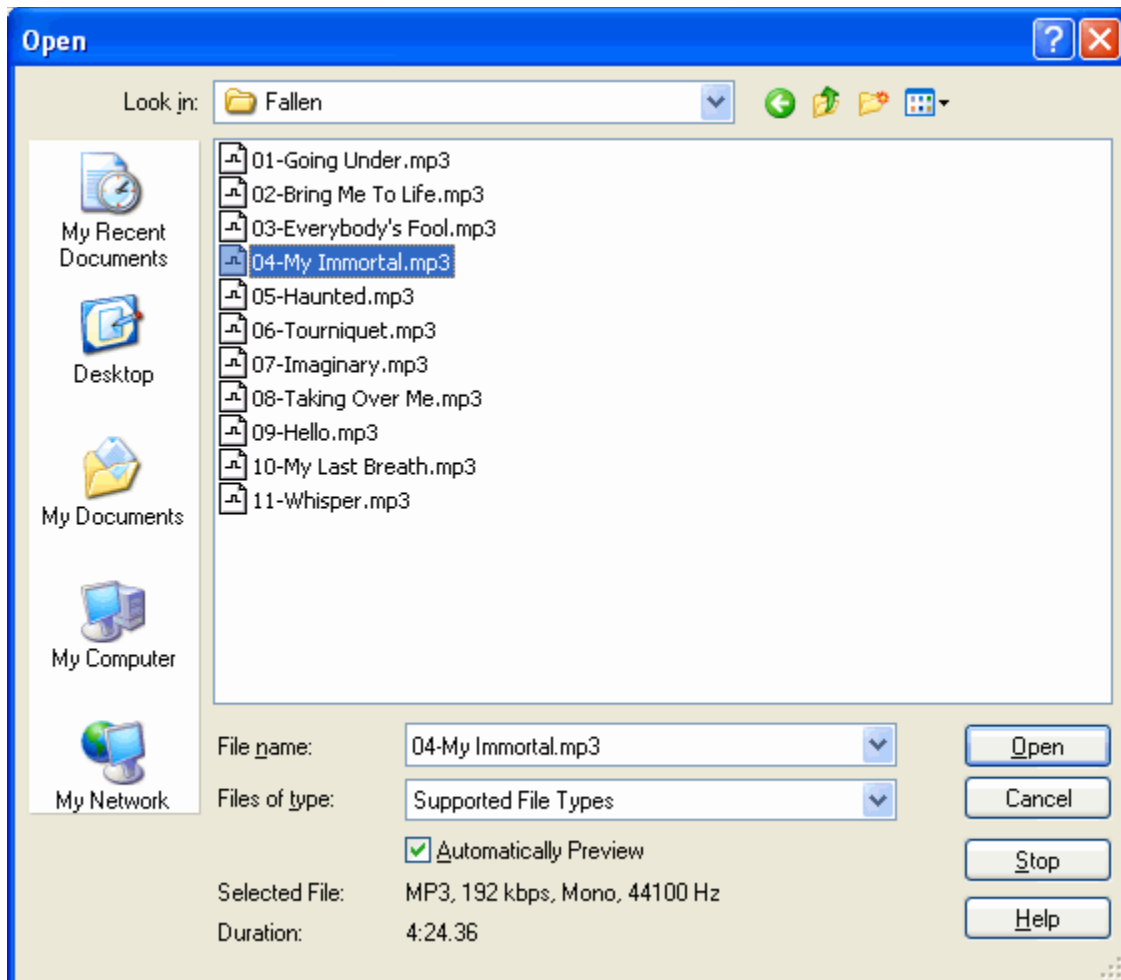 Open
Look in: Fallen
My Recent
Documents
Desktop
My Documents
My Computer
My Network
01-Going Under.mp3
02-Bring Me To Life.mp3
03-Everybody's Fool.mp3
04-My Immortal.mp3
05-Haunted.mp3
06-Tourniquet.mp3
07-Imaginary.mp3
08-Taking Over Me.mp3
09-Hello.mp3
10-My Last Breath.mp3
11-Whisper.mp3
File name: 04-My Immortal.mp3 Open
Files of type: Supported File Types Cancel
Automatically Preview
Stop
Selected File: MP3, 192 kbps, Mono, 44100 Hz
Help
Duration: 4:24.36